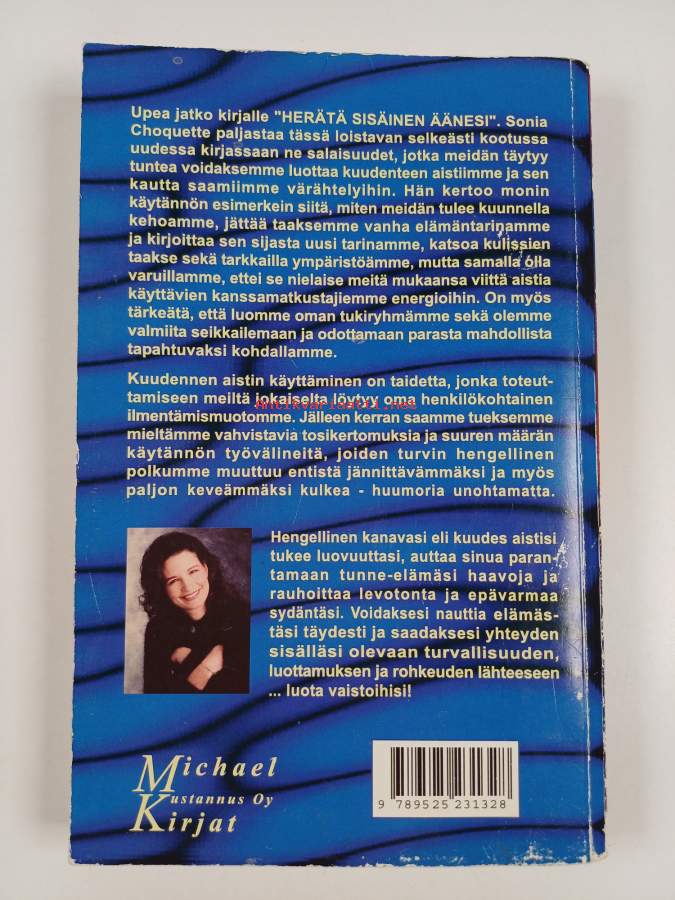 Upea jatko kirjalle "HERÄTÄ SISÄINEN ÄÄNESI". Sonia
Choquette paljastaa tässä loistavan selkeästi kootussa
uudessa kirjassaan ne salaisuudet, jotka meidän täytyy
tuntea voidaksemme luottaa kuudenteen aistiimme ja sen
kautta saamiimme värähtelyihin. Hän kertoo monin
käytännön esimerkein siitä, miten meidän tulee kuunnella
kehoamme, jättää taaksemme vanha elämäntarinamme
ja kirjoittaa sen sijasta uusi tarinamme, katsoa kulissien
taakse sekä tarkkailla ympäristöämme, mutta samalla olla
varuillamme, ettei se nielaise meitä mukaansa viittä aistia
käyttävien kanssamatkustajiemme energioihin. On myös
tärkeätä, että luomme oman tukiryhmämme sekä olemme
valmiita seikkailemaan ja odottamaan parasta mahdollista
tapahtuvaksi kohdallamme.
Kuudennen aistin käyttäminen on taidetta, jonka toteut-
tamiseen meiltä jokaiselta löytyy oma henkilökohtainen
Antikvariaatti.net
ilmentämismuotomme. Jälleen kerran saamme tueksemme
mieltämme vahvistavia tosikertomuksia ja suuren määrän
käytännön työvälineitä, joiden turvin hengellinen
polkumme muuttuu entistä jännittävämmäksi ja myös
paljon keveämmäksi kulkea - huumoria unohtamatta.
Hengellinen kanavasi eli kuudes aistisi
tukee luovuuttasi, auttaa sinua paran-
tamaan tunne-elämäsi haavoja ja
rauhoittaa levotonta ja epävarmaa
sydäntäsi. Voidaksesi nauttia elämäs-
täsi täydesti ja saadaksesi yhteyden
sisälläsi olevaan turvallisuuden,
luottamuksen ja rohkeuden lähteeseen
... luota vaistoihisi!
Michael
Kustannus Oy
Kirjat
9 789525 231328